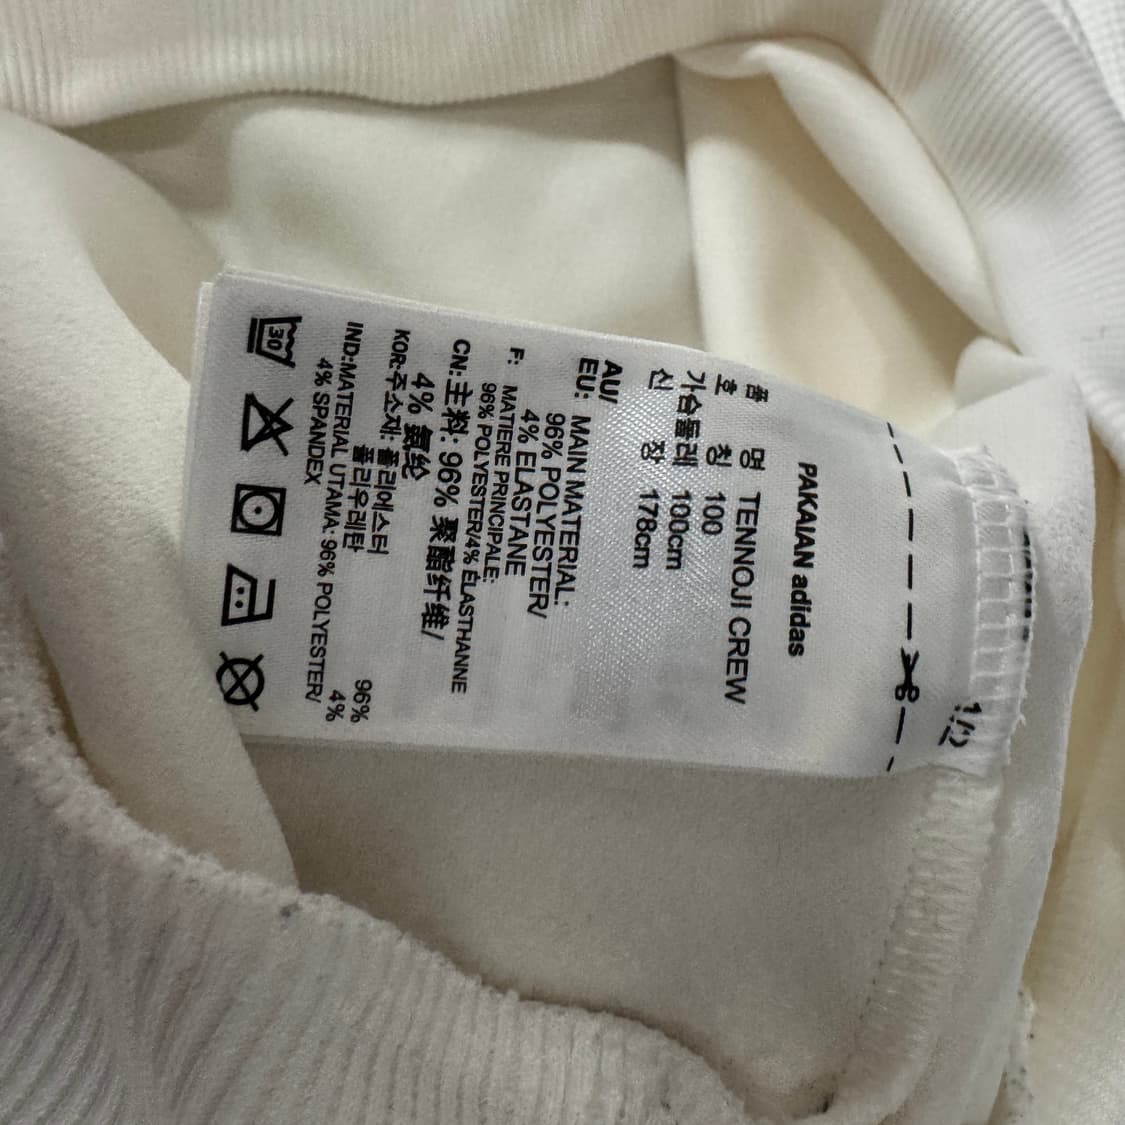 1/2
PAKAIAN adidas
품 명 TENNOJI CREW
호 칭 100
가슴둘레 100cm
신 장 178cm
AU/
EU: MAIN MATERIAL:
96% POLYESTER/
4% ELASTANE
F: MATIERE PRINCIPALE:
96% POLYESTER/4% ÉLASTHANNE
CN:主料: 96% 聚酯纤维/
4% 氨纶
KOR:주소재: 폴리에스터 96%
폴리우레탄 4%
IND:MATERIAL UTAMA: 96% POLYESTER/
4% SPANDEX
30